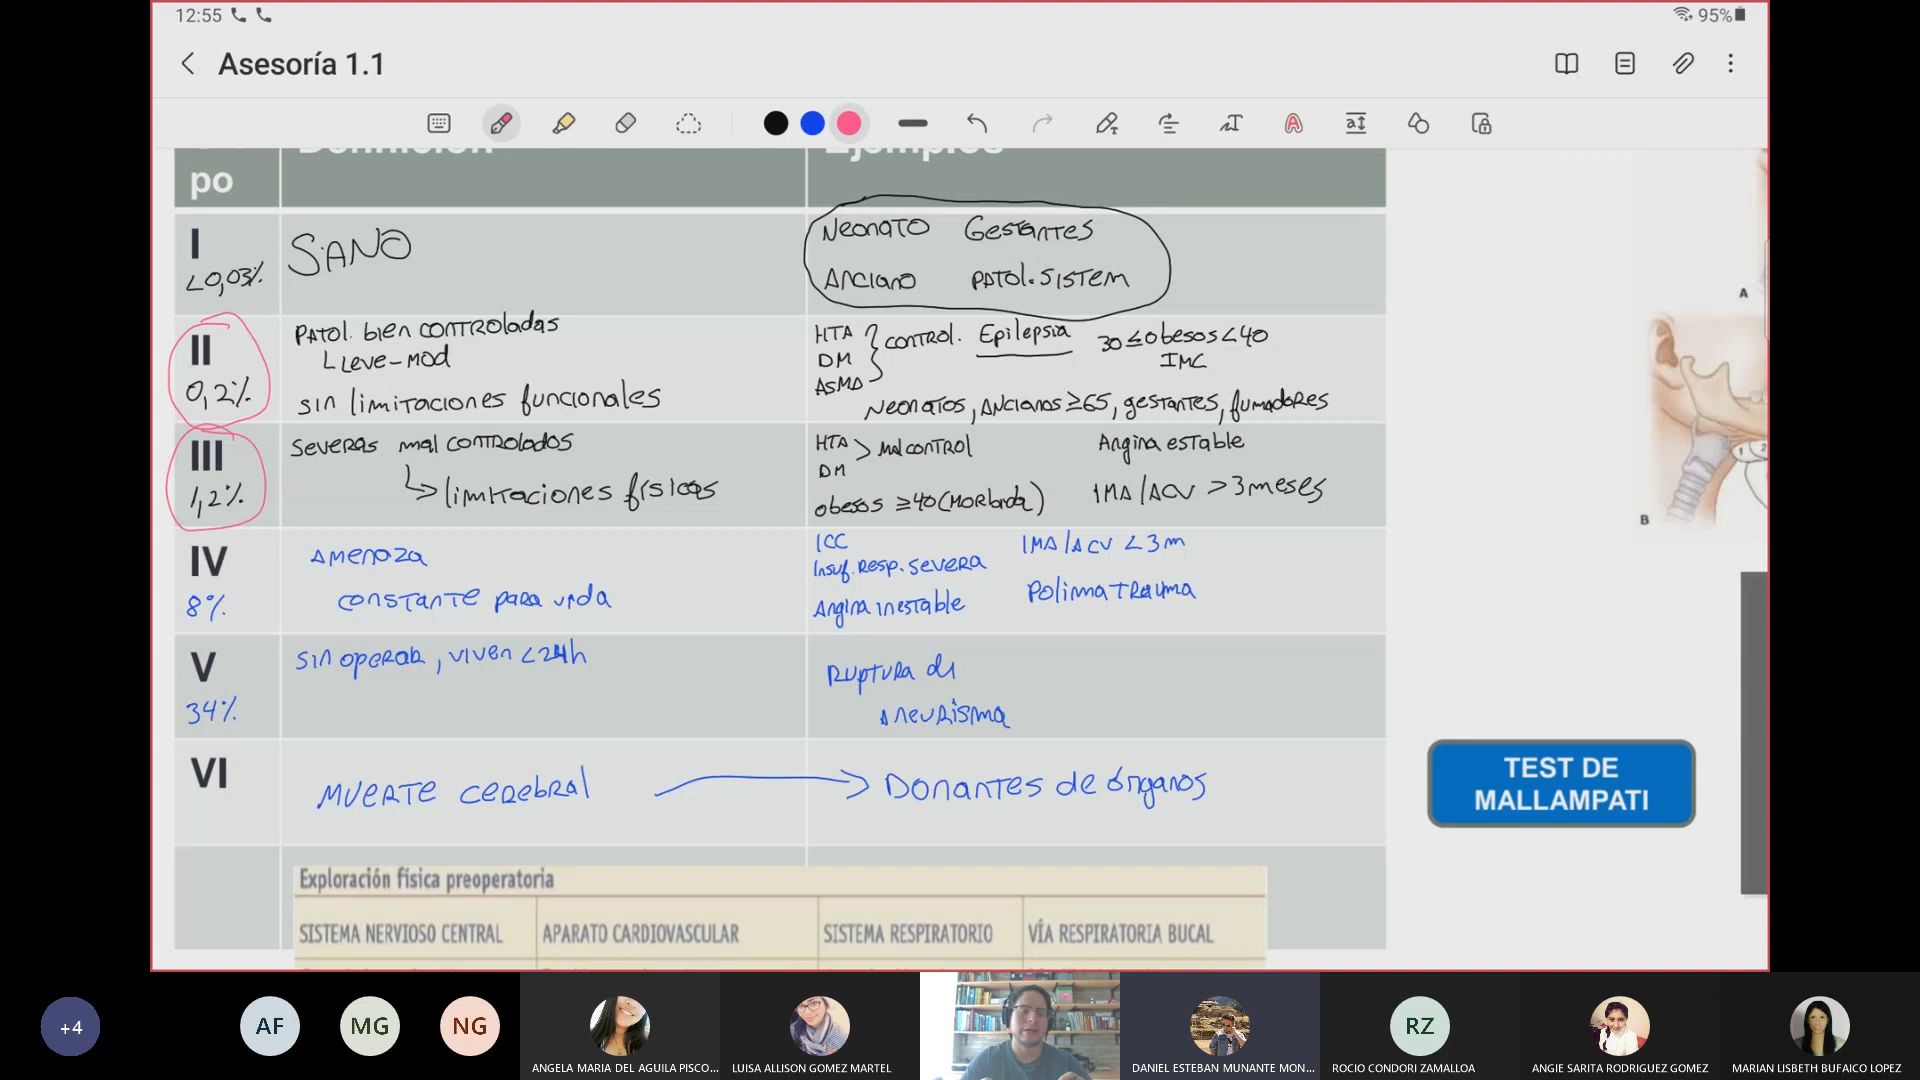 12:55
95%
Asesoría 1.1
po
Definición
Ejemplos
I
<0,03%
SANO
Neonato Gestantes
Anciano Patol. Sistem
II
0,2%
Patol. bien controladas
Leve-mod
sin limitaciones funcionales
HTA
DM
ASMA
control. Epilepsia 30≤obesos<40
IMC
Neonatos, Ancianos ≥65, gestantes, fumadores
III
1,2%
severas mal controlados
limitaciones físicas
HTA
DM
mal control
Angina estable
obesos ≥40 (Morbida)
IMA/ACV >3 meses
IV
8%
Amenaza
constante para vida
ICC
Insuf. Resp. severa
Angina inestable
IMA/ACV <3m
Polimatrauma
V
34%
sin operar, viven <24h
Ruptura de
Aneurisma
VI
Muerte cerebral
Donantes de órganos
A
B
TEST DE
MALLAMPATI
Exploración física preoperatoria
SISTEMA NERVIOSO CENTRAL
APARATO CARDIOVASCULAR
SISTEMA RESPIRATORIO
VÍA RESPIRATORIA BUCAL
+4
AF
MG
NG
ANGELA MARIA DEL AGUILA PISCO...
LUISA ALLISON GOMEZ MARTEL
DANIEL ESTEBAN MUNANTE MON...
RZ
ROCIO CONDORI ZAMALLOA
ANGIE SARITA RODRIGUEZ GOMEZ
MARIAN LISBETH BUFAICO LOPEZ